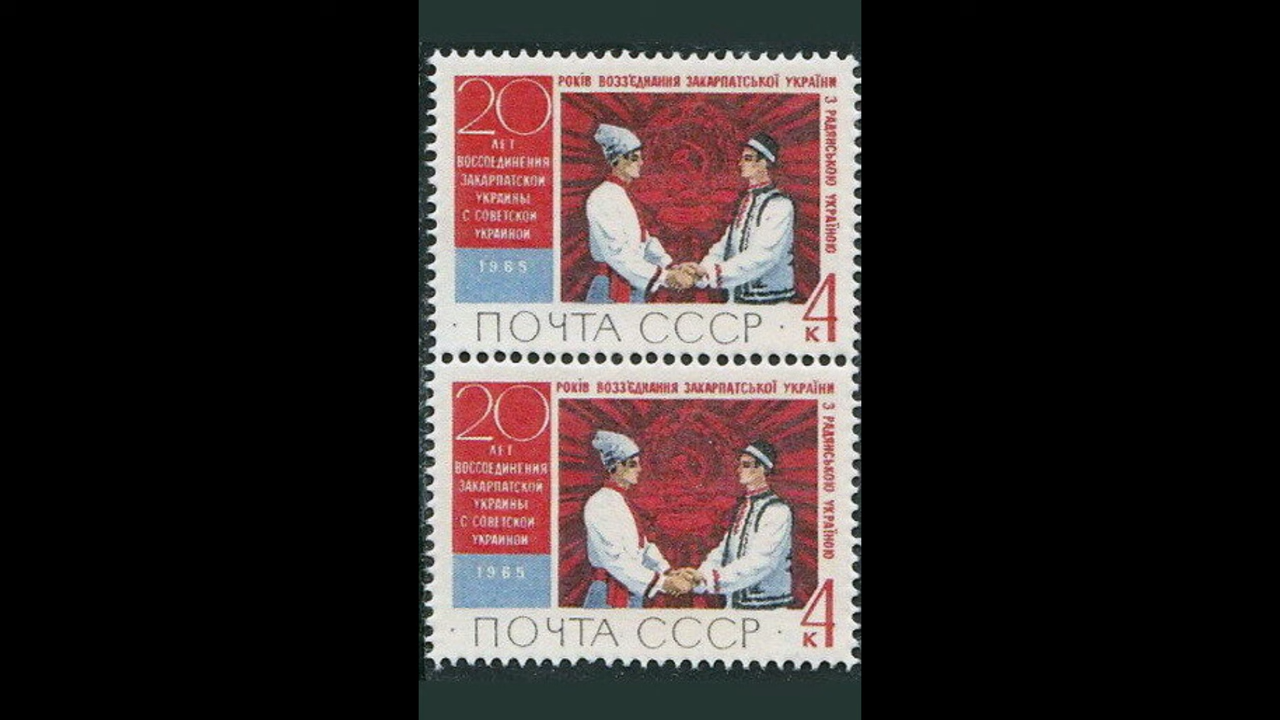 20
ЛЕТ
ВОССОЕДИНЕНИЯ
ЗАКАРПАТСКОЙ
УКРАИНЫ
С СОВЕТСКОЙ
УКРАИНОЙ
1965
РОКІВ ВОЗЗ'ЄДНАННЯ ЗАКАРПАТСЬКОЇ УКРАЇНИ
З РАДЯНСЬКОЮ УКРАЇНОЮ
4
К
· ПОЧТА СССР ·
20
ЛЕТ
ВОССОЕДИНЕНИЯ
ЗАКАРПАТСКОЙ
УКРАИНЫ
С СОВЕТСКОЙ
УКРАИНОЙ
1965
РОКІВ ВОЗЗ'ЄДНАННЯ ЗАКАРПАТСЬКОЇ УКРАЇНИ
З РАДЯНСЬКОЮ УКРАЇНОЮ
4
К
· ПОЧТА СССР ·